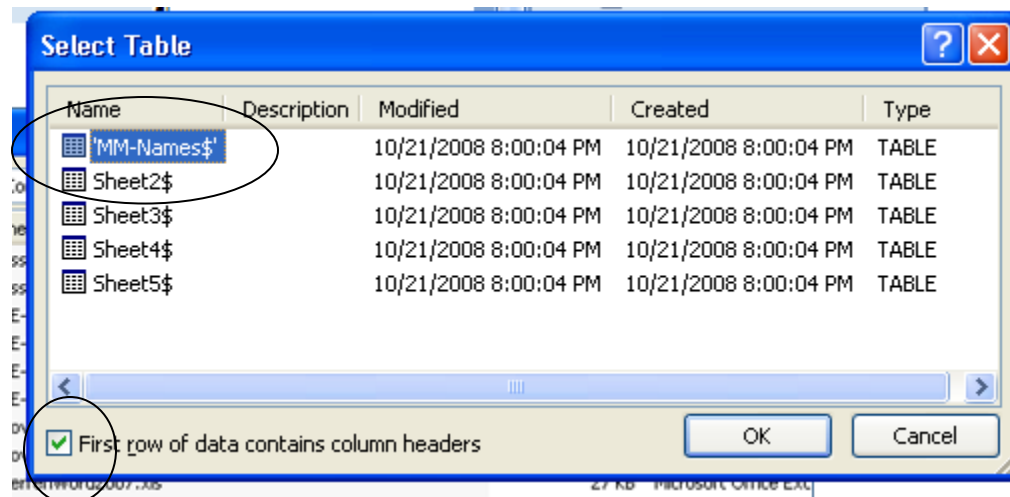 Select Table
Name Description Modified Created Type
'MM-Names$' 10/21/2008 8:00:04 PM 10/21/2008 8:00:04 PM TABLE
Sheet2$ 10/21/2008 8:00:04 PM 10/21/2008 8:00:04 PM TABLE
Sheet3$ 10/21/2008 8:00:04 PM 10/21/2008 8:00:04 PM TABLE
Sheet4$ 10/21/2008 8:00:04 PM 10/21/2008 8:00:04 PM TABLE
Sheet5$ 10/21/2008 8:00:04 PM 10/21/2008 8:00:04 PM TABLE
First row of data contains column headers OK Cancel
27 KB Microsoft Office Exc